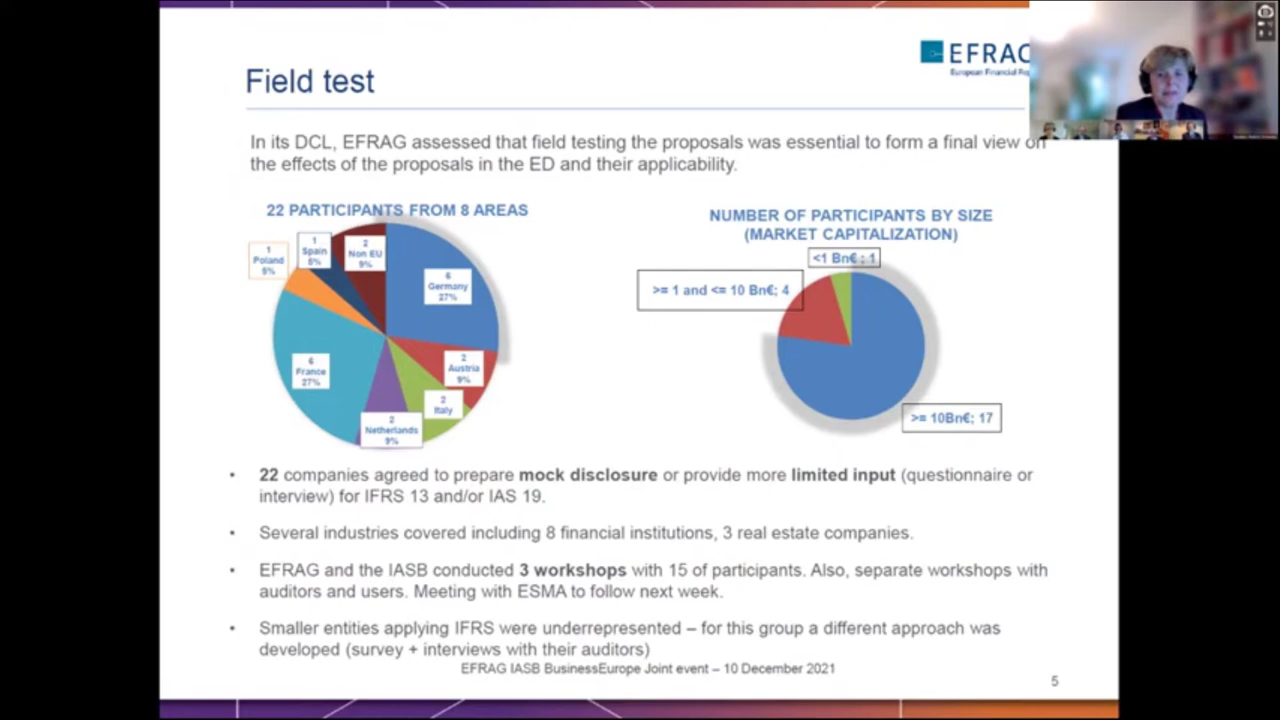 EFRAG
European Financial Rep
Field test
In its DCL, EFRAG assessed that field testing the proposals was essential to form a final view on
the effects of the proposals in the ED and their applicability.
22 PARTICIPANTS FROM 8 AREAS
1
Poland
5%
1
Spain
5%
2
Non EU
9%
6
Germany
27%
2
Austria
9%
2
Italy
2
Netherlands
9%
6
France
27%
NUMBER OF PARTICIPANTS BY SIZE
(MARKET CAPITALIZATION)
<1 Bn€ : 1
>= 1 and <= 10 Bn€; 4
>= 10Bn€; 17
• 22 companies agreed to prepare mock disclosure or provide more limited input (questionnaire or
interview) for IFRS 13 and/or IAS 19.
• Several industries covered including 8 financial institutions, 3 real estate companies.
• EFRAG and the IASB conducted 3 workshops with 15 of participants. Also, separate workshops with
auditors and users. Meeting with ESMA to follow next week.
• Smaller entities applying IFRS were underrepresented – for this group a different approach was
developed (survey + interviews with their auditors)
EFRAG IASB BusinessEurope Joint event – 10 December 2021
5